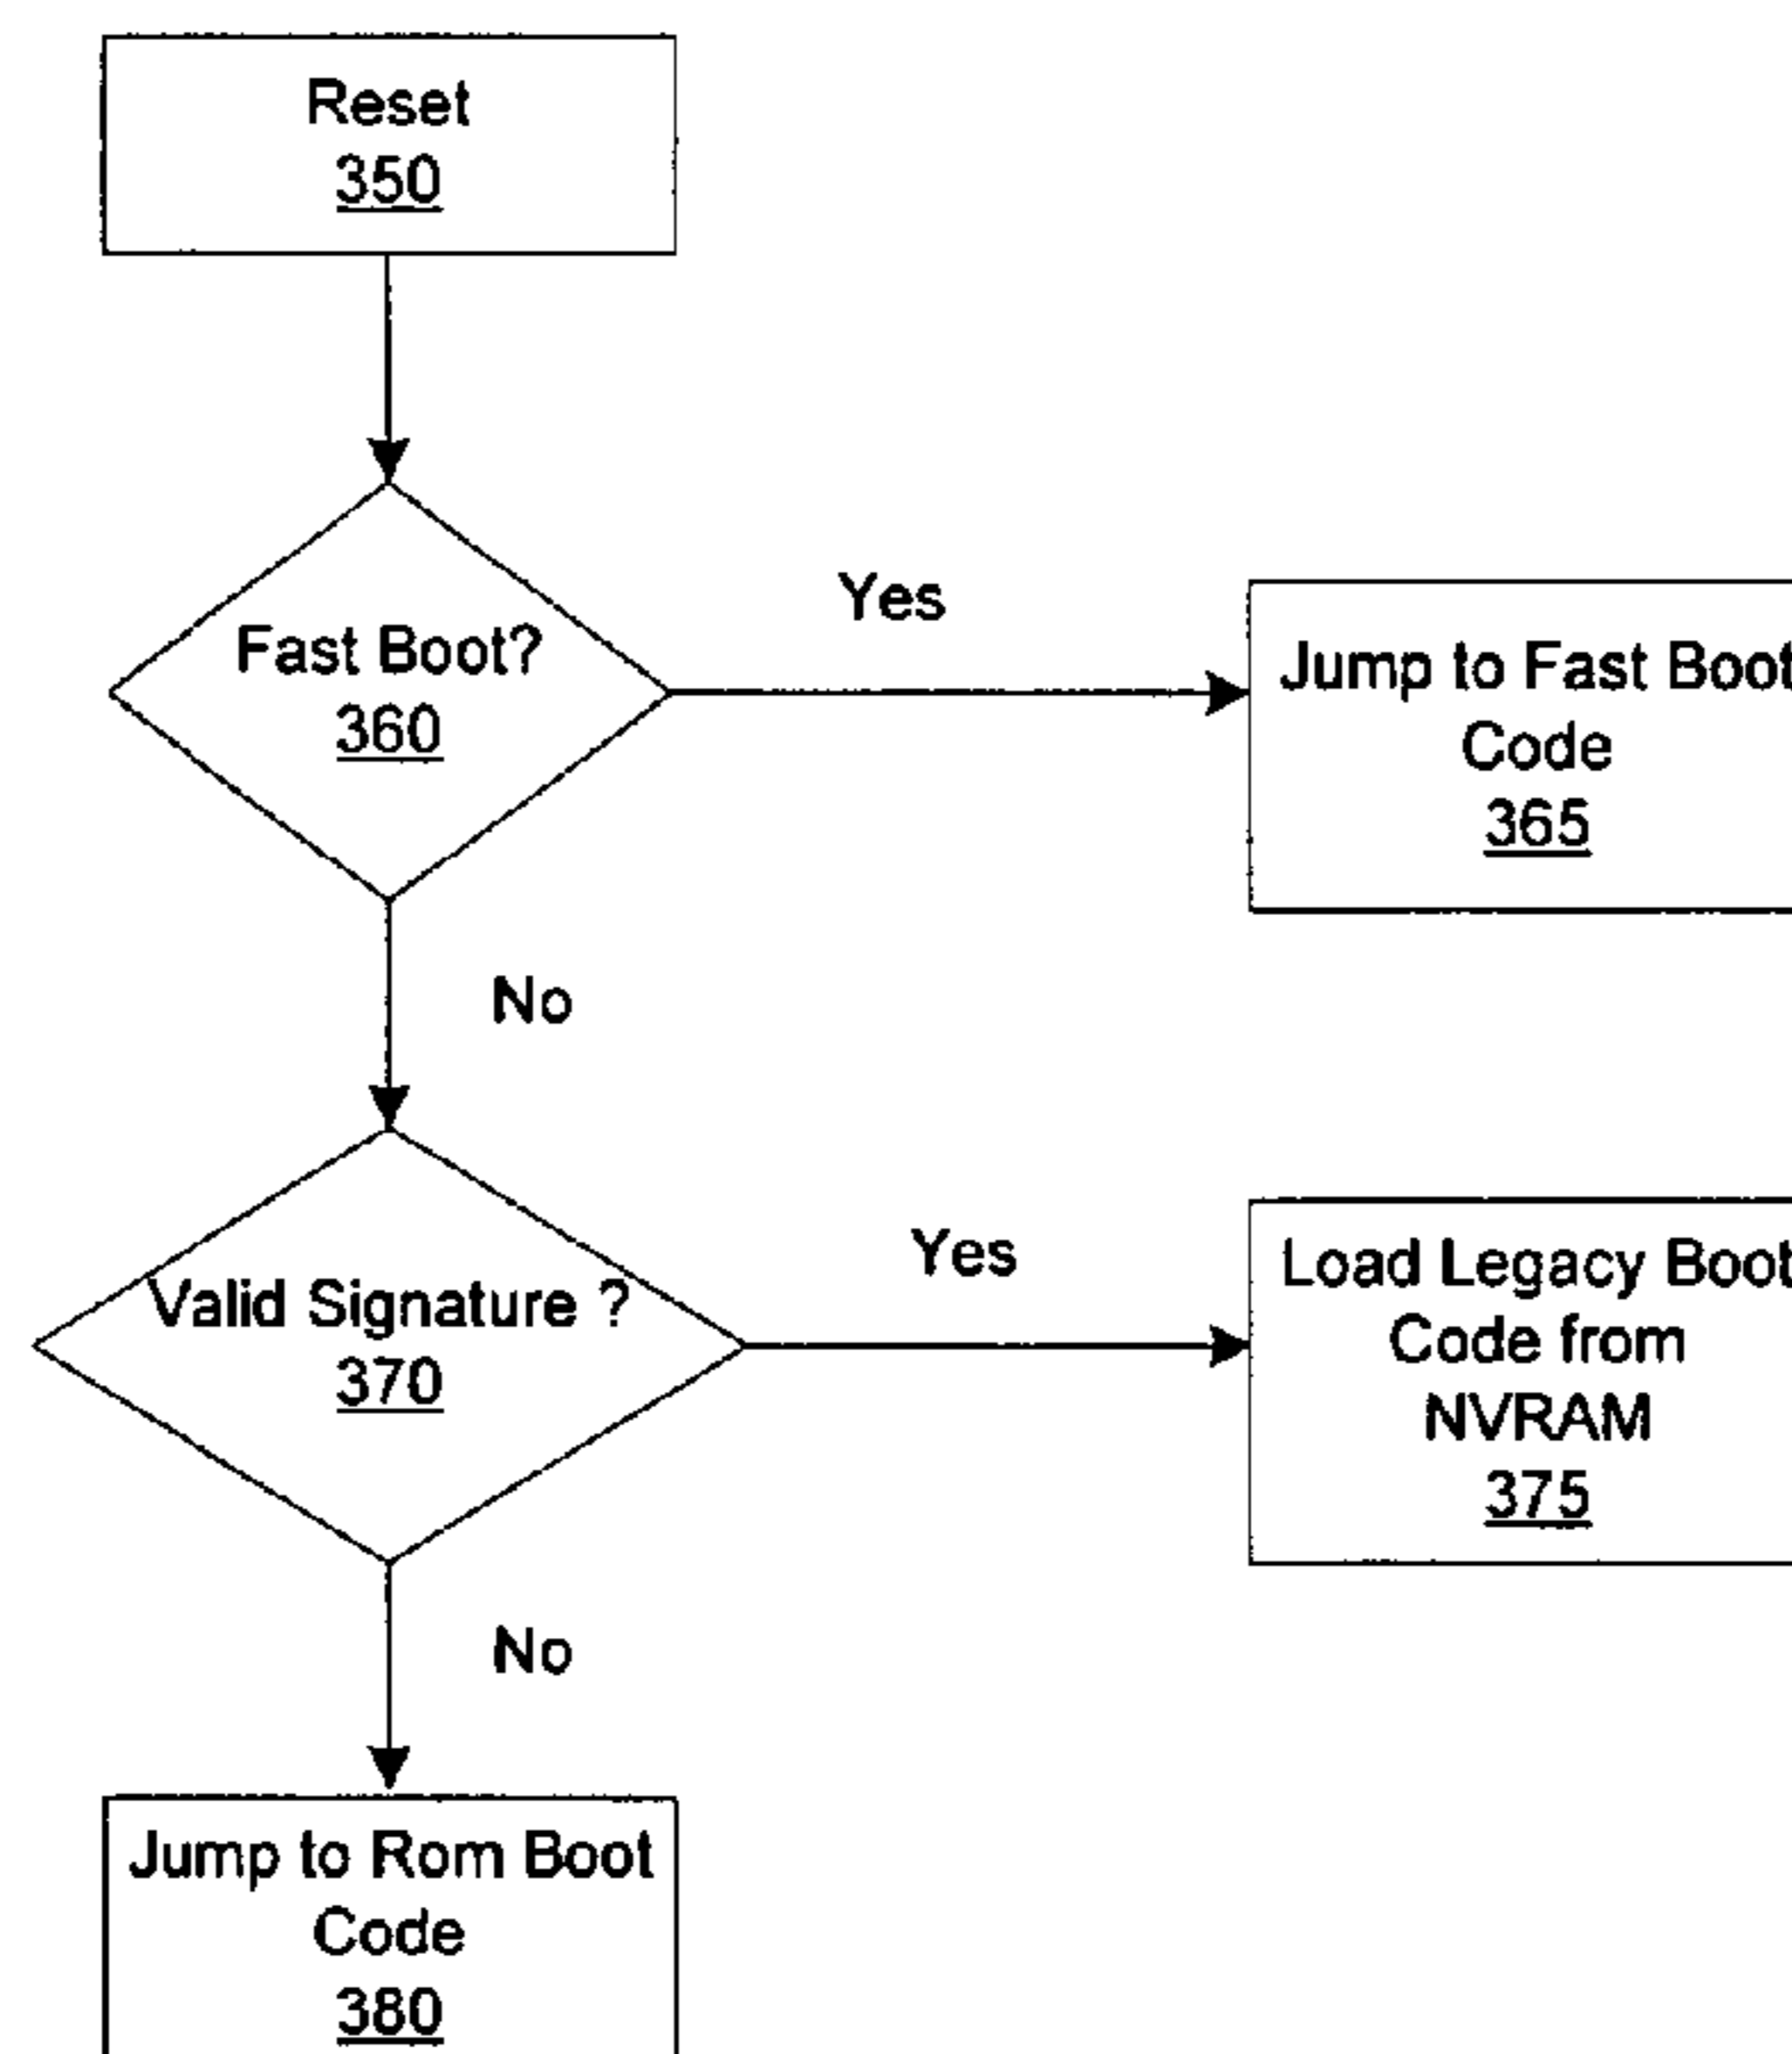 Reset
350
Fast Boot?
360
Yes
Jump to Fast Boot
Code
365
No
Valid Signature ?
370
Yes
Load Legacy Boot
Code from
NVRAM
375
No
Jump to Rom Boot
Code
380